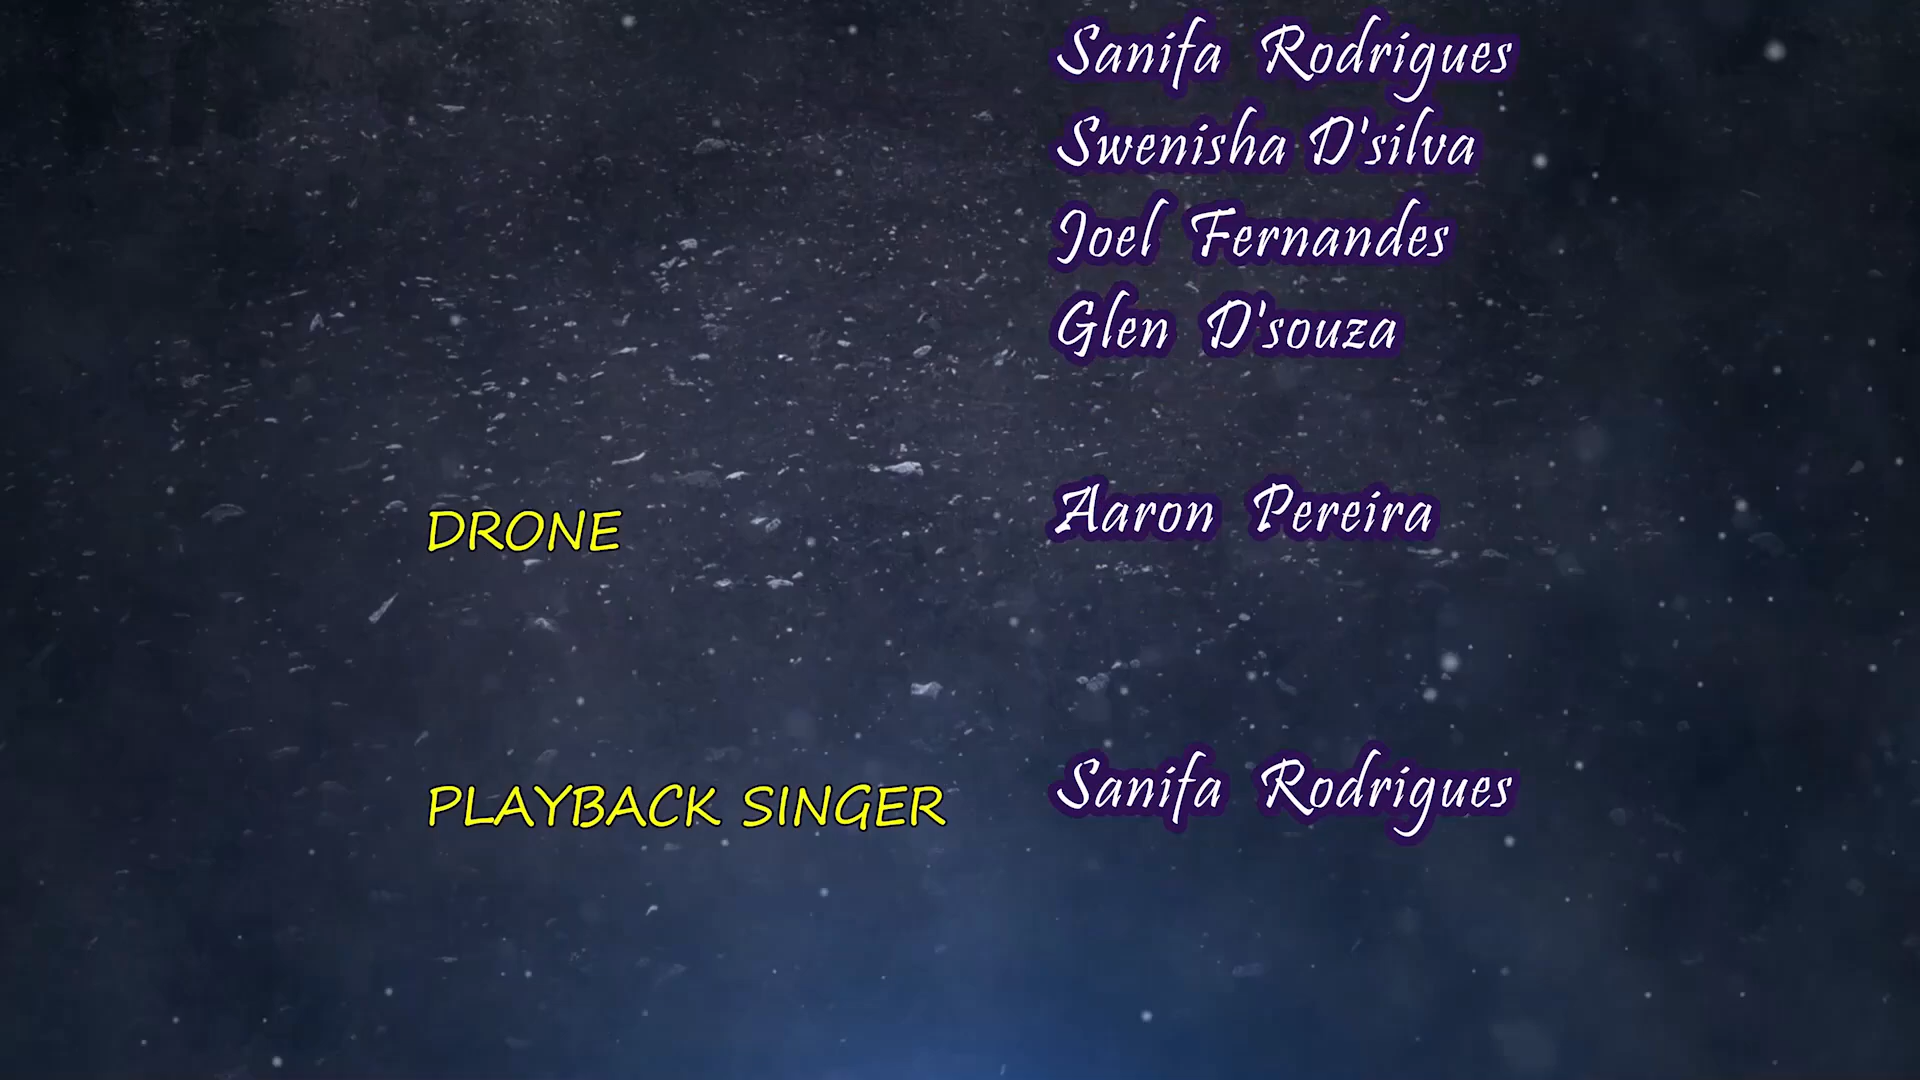 Sanifa Rodrigues
Swenisha D'silva
Joel Fernandes
Glen D'souza
DRONE Aaron Pereira
PLAYBACK SINGER Sanifa Rodrigues